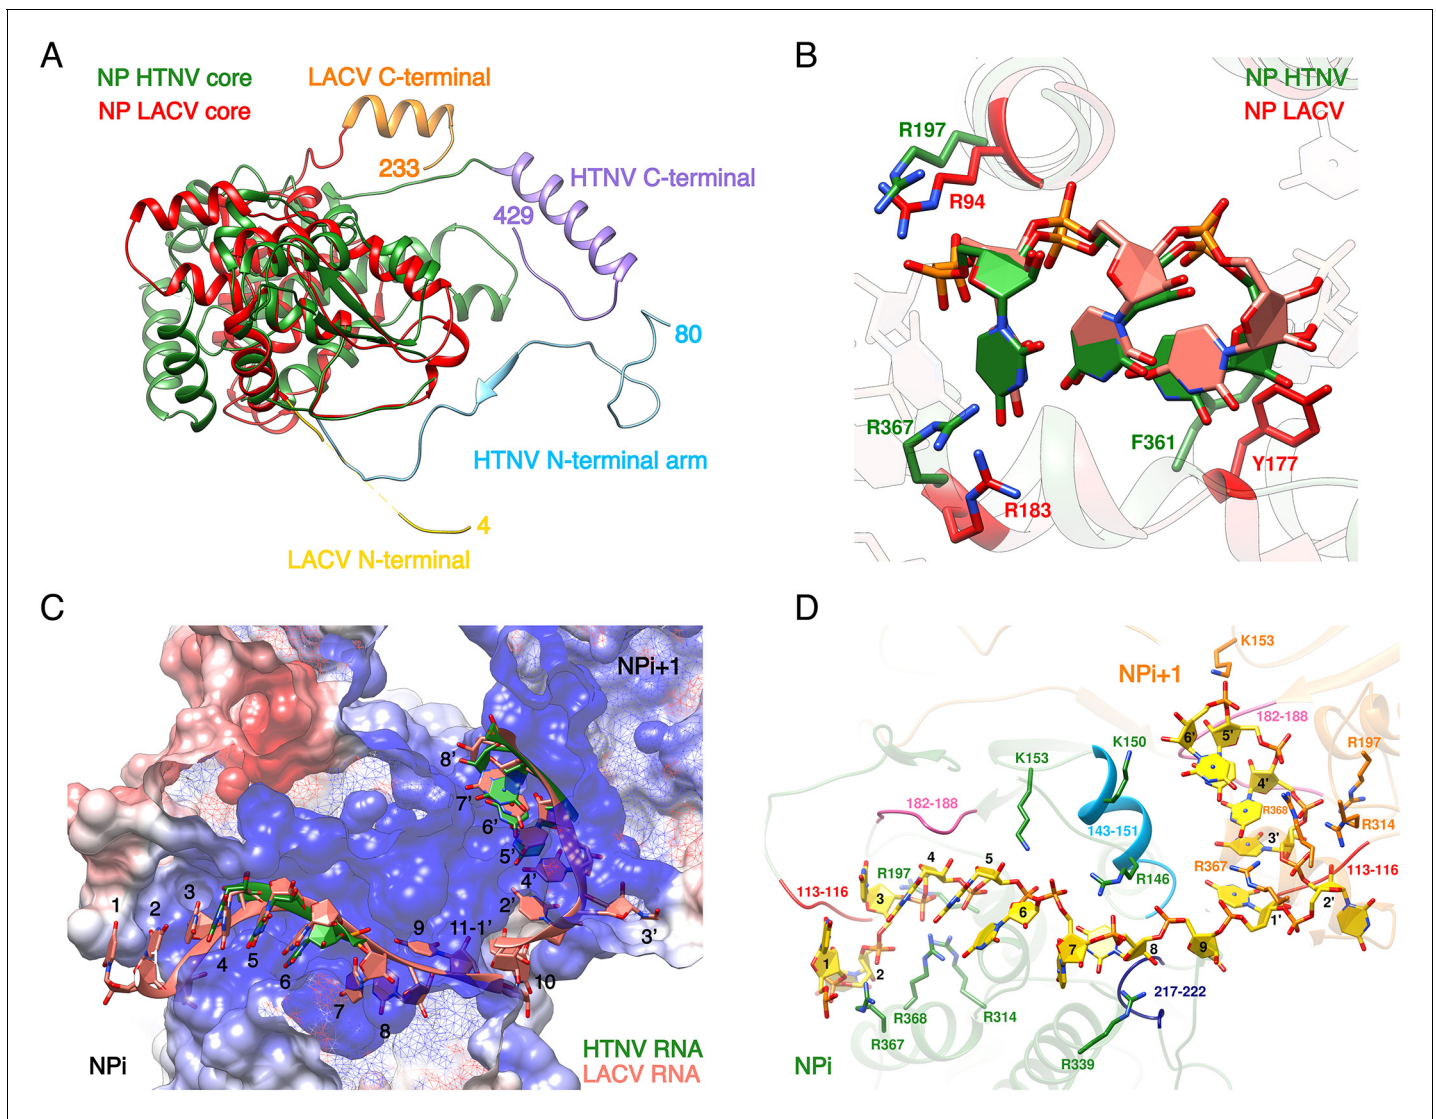 A
NP HTNV core
NP LACV core
LACV C-terminal
233
HTNV C-terminal
429
80
HTNV N-terminal arm
4
LACV N-terminal
B
NP HTNV
NP LACV
R197
R94
R367
R183
F361
Y177
C
NPi+1
8'
7'
6'
5'
4'
2'
3'
1
2
3
4
5
6
7
8
9
11-1'
10
NPi
HTNV RNA
LACV RNA
D
K153
NPi+1
182-188
6'
5'
R197
K150
K153
4'
R368
R314
182-188
143-151
3'
113-116
R367
R146
4
5
R197
113-116
3
6
1'
2'
1
2
7
8
9
217-222
R368
R314
R367
R339
NPi